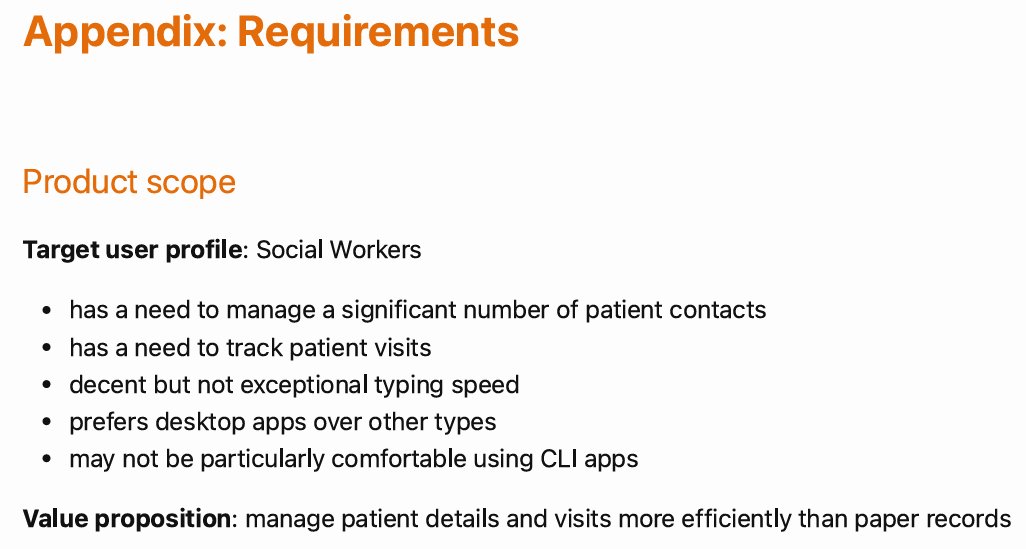 Appendix: Requirements
Product scope
Target user profile: Social Workers
• has a need to manage a significant number of patient contacts
• has a need to track patient visits
• decent but not exceptional typing speed
• prefers desktop apps over other types
• may not be particularly comfortable using CLI apps
Value proposition: manage patient details and visits more efficiently than paper records